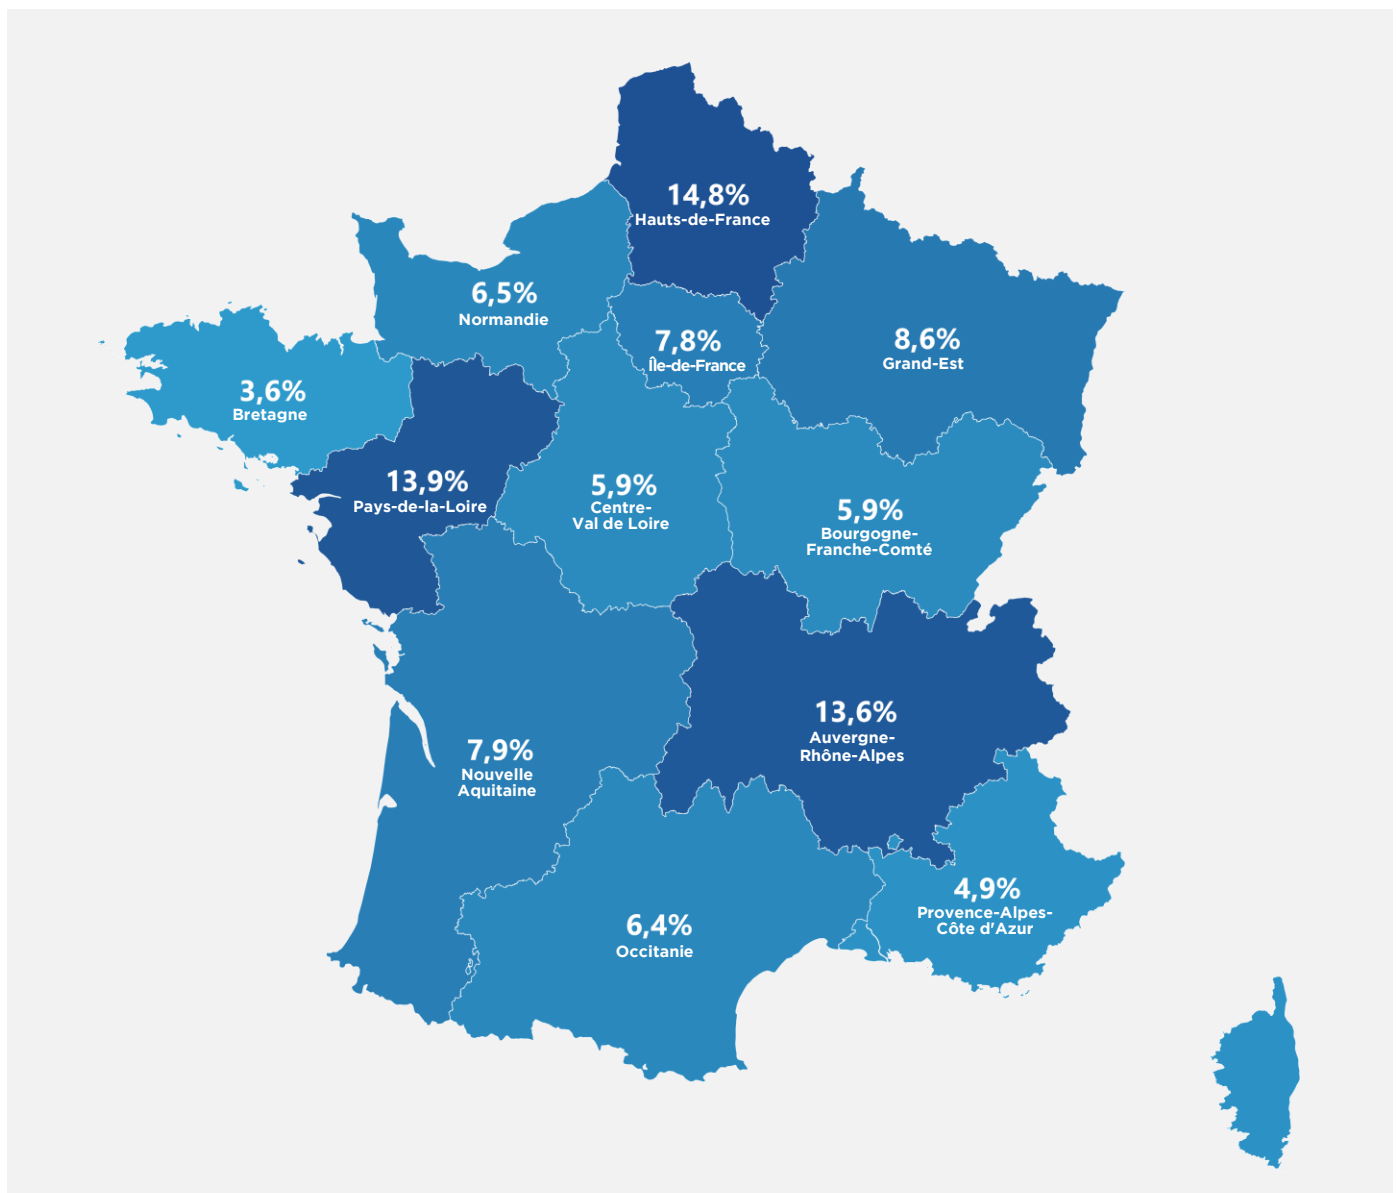 14,8%
Hauts-de-France
6,5%
Normandie
7,8%
Île-de-France
8,6%
Grand-Est
3,6%
Bretagne
13,9%
Pays-de-la-Loire
5,9%
Centre-
Val de Loire
5,9%
Bourgogne-
Franche-Comté
13,6%
Auvergne-
Rhône-Alpes
7,9%
Nouvelle
Aquitaine
4,9%
Provence-Alpes-
Côte d'Azur
6,4%
Occitanie